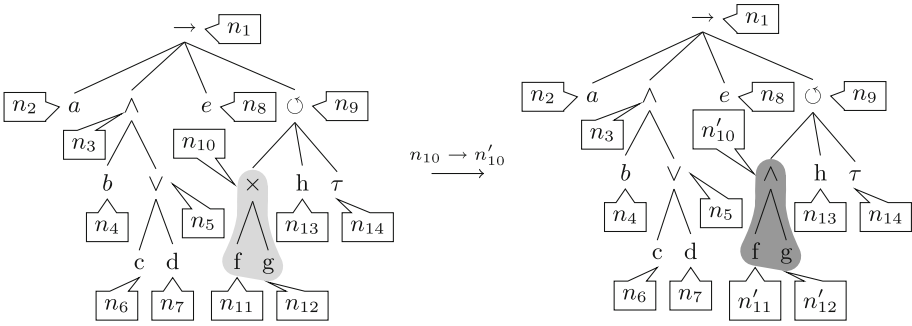 → n₁ → n₁
n₂ a ∧ e n₈ ↺ n₉ n₂ a ∧ e n₈ ↺ n₉
n₃ n₁₀ n₃ n′₁₀
n₁₀ → n′₁₀
b ∨ × h τ b ∨ ∧ h τ
n₄ n₅ n₁₃ n₁₄ n₄ n₅ n₁₃ n₁₄
c d f g c d f g
n₆ n₇ n₁₁ n₁₂ n₆ n₇ n′₁₁ n′₁₂